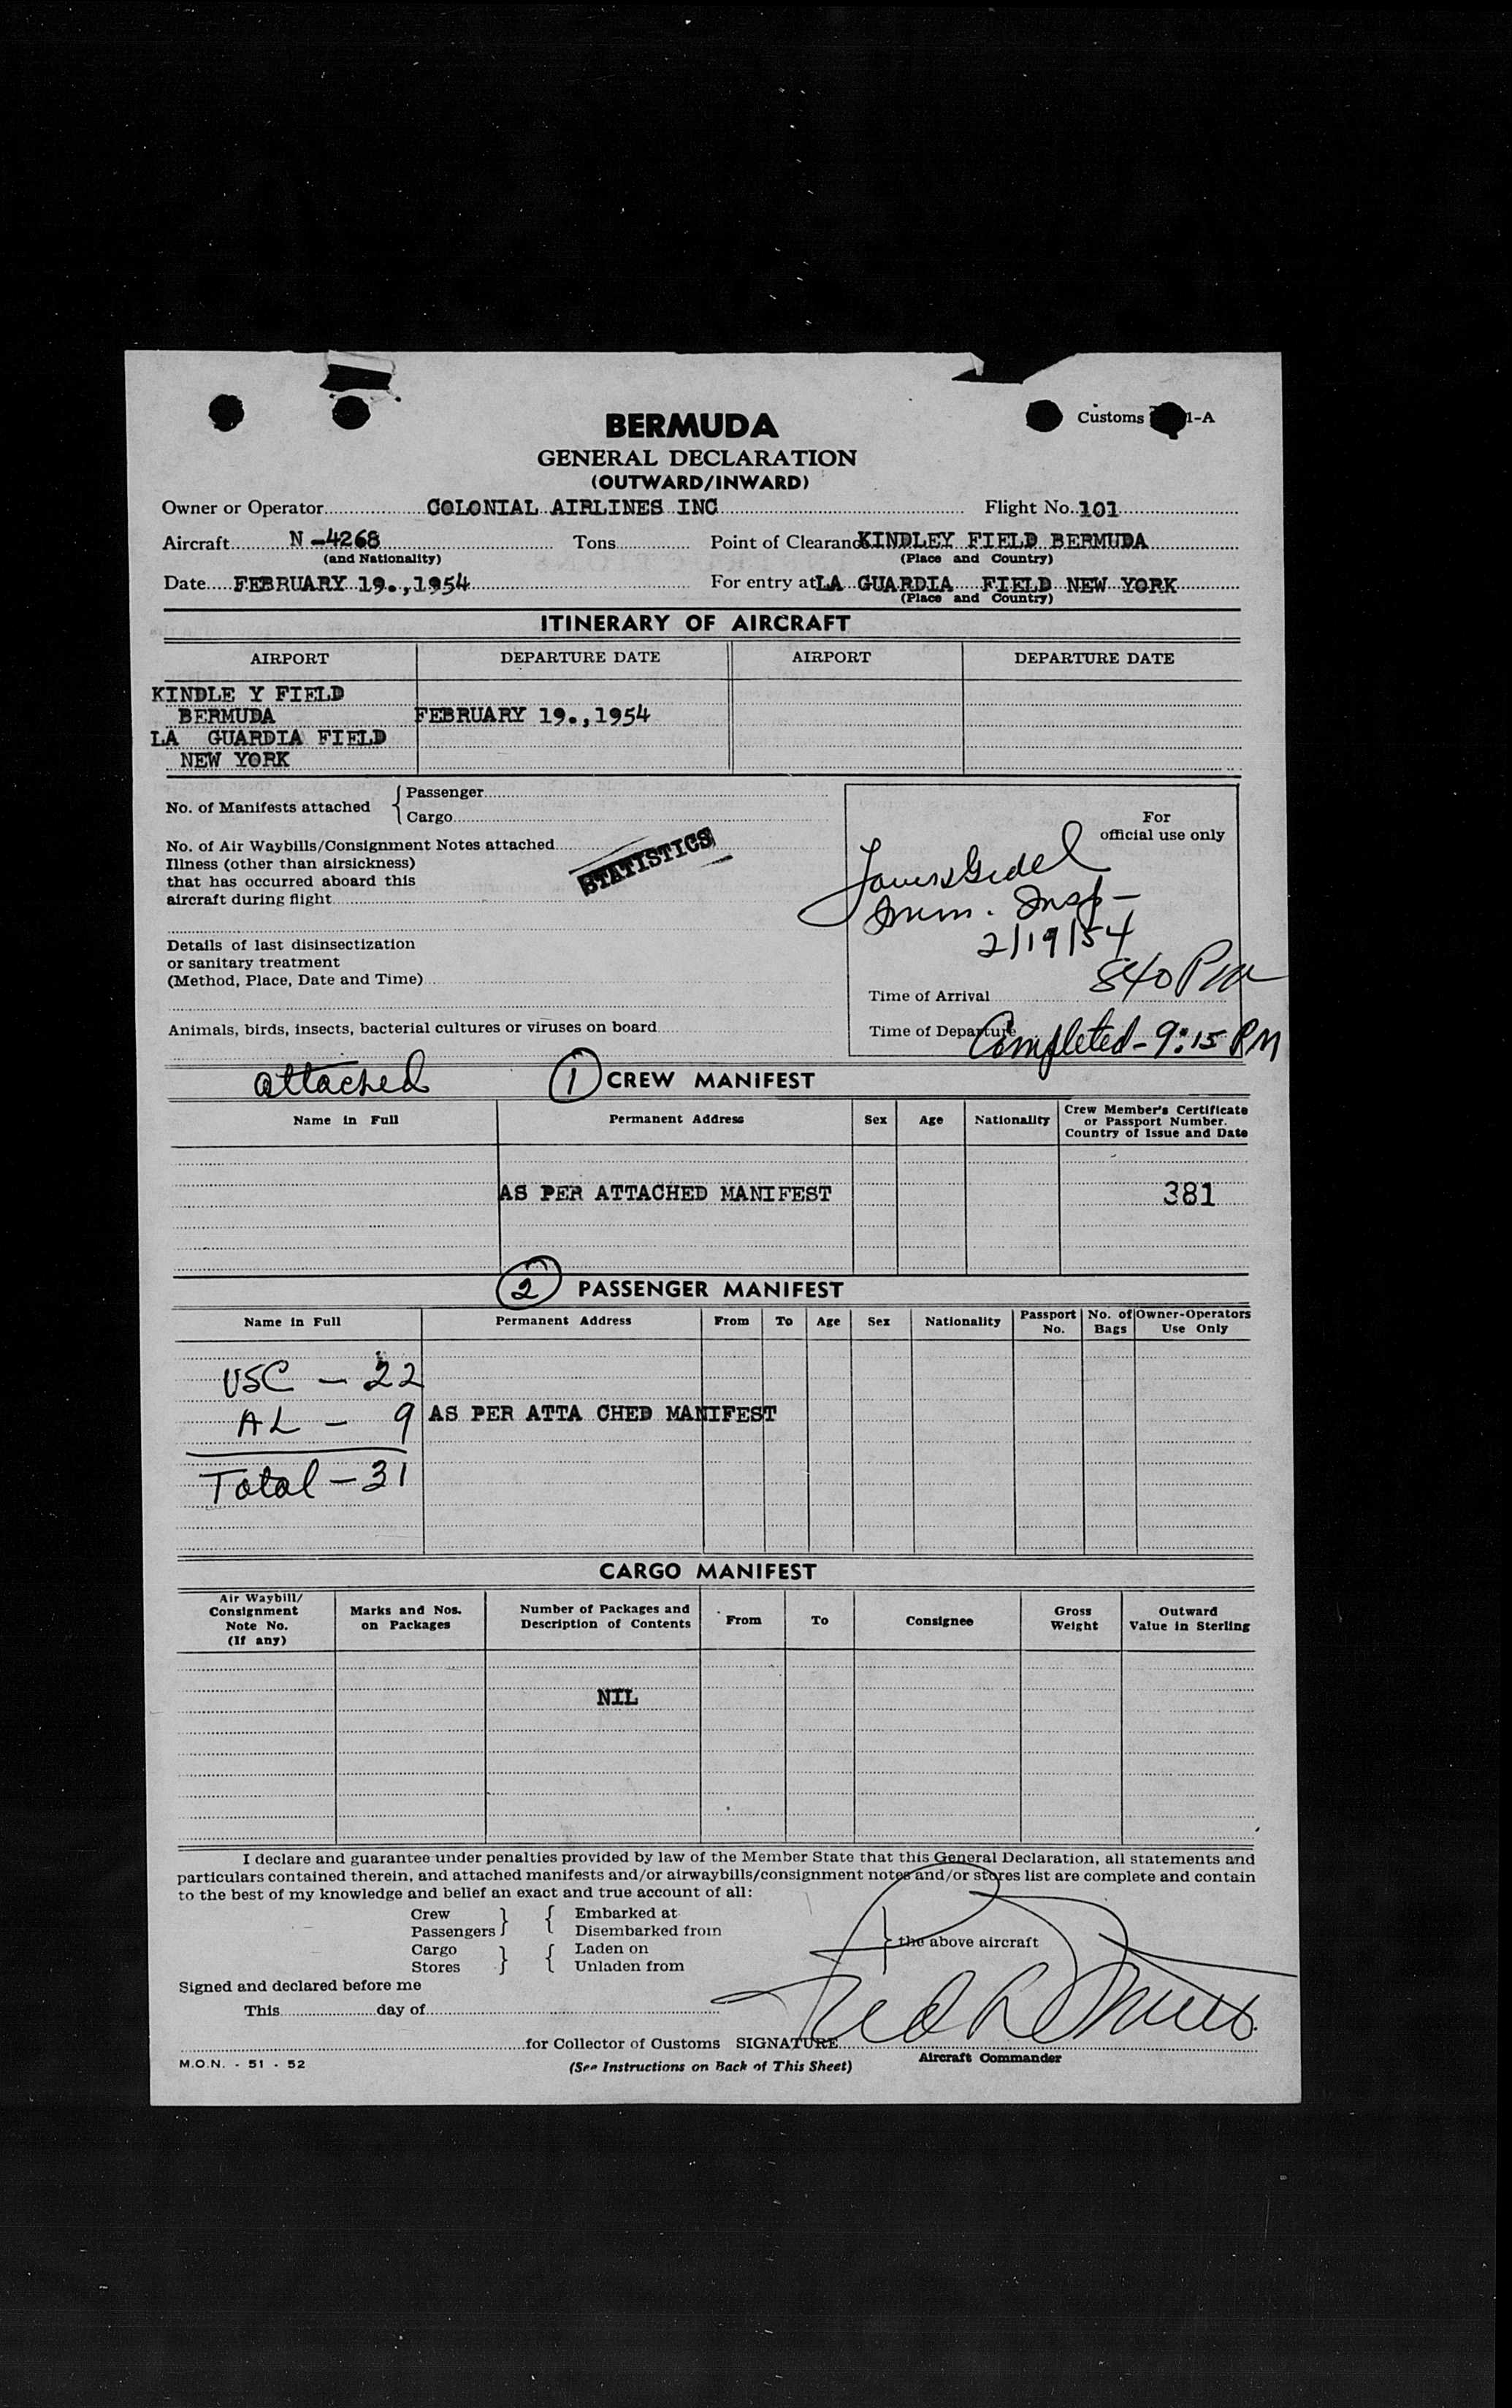 Customs 1-A
BERMUDA
GENERAL DECLARATION
(OUTWARD/INWARD)
Owner or Operator COLONIAL AIRLINES INC Flight No. 101
Aircraft N-4268 Tons Point of Clearance KINDLEY FIELD BERMUDA
(and Nationality) (Place and Country)
Date FEBRUARY 19.,1954 For entry at LA GUARDIA FIELD NEW YORK
(Place and Country)
ITINERARY OF AIRCRAFT
AIRPORT DEPARTURE DATE AIRPORT DEPARTURE DATE
KINDLE Y FIELD
BERMUDA FEBRUARY 19.,1954
LA GUARDIA FIELD
NEW YORK
No. of Manifests attached { Passenger
Cargo
No. of Air Waybills/Consignment Notes attached
STATISTICS
Illness (other than airsickness)
that has occurred aboard this
aircraft during flight
Details of last disinsectization
or sanitary treatment
(Method, Place, Date and Time)
Animals, birds, insects, bacterial cultures or viruses on board
For
official use only
Imm. Insp-
2/19/54
Time of Arrival 840 PM
Time of Departure Completed - 9:15 PM
attached 1 CREW MANIFEST
Name in Full Permanent Address Sex Age Nationality Crew Member's Certificate
or Passport Number.
Country of Issue and Date
AS PER ATTACHED MANIFEST 381
2 PASSENGER MANIFEST
Name in Full Permanent Address From To Age Sex Nationality Passport No. No. of Bags Owner-Operators Use Only
USC - 22
AL - 9 AS PER ATTA CHED MANIFEST
Total - 31
CARGO MANIFEST
Air Waybill/ Consignment Note No. (If any) Marks and Nos. on Packages Number of Packages and Description of Contents From To Consignee Gross Weight Outward Value in Sterling
NIL
I declare and guarantee under penalties provided by law of the Member State that this General Declaration, all statements and
particulars contained therein, and attached manifests and/or airwaybills/consignment notes and/or stores list are complete and contain
to the best of my knowledge and belief an exact and true account of all:
Crew } { Embarked at
Passengers Disembarked from
Cargo } { Laden on } the above aircraft
Stores Unladen from
Signed and declared before me
This day of
for Collector of Customs SIGNATURE
M.O.N. - 51 - 52 (See Instructions on Back of This Sheet) Aircraft Commander